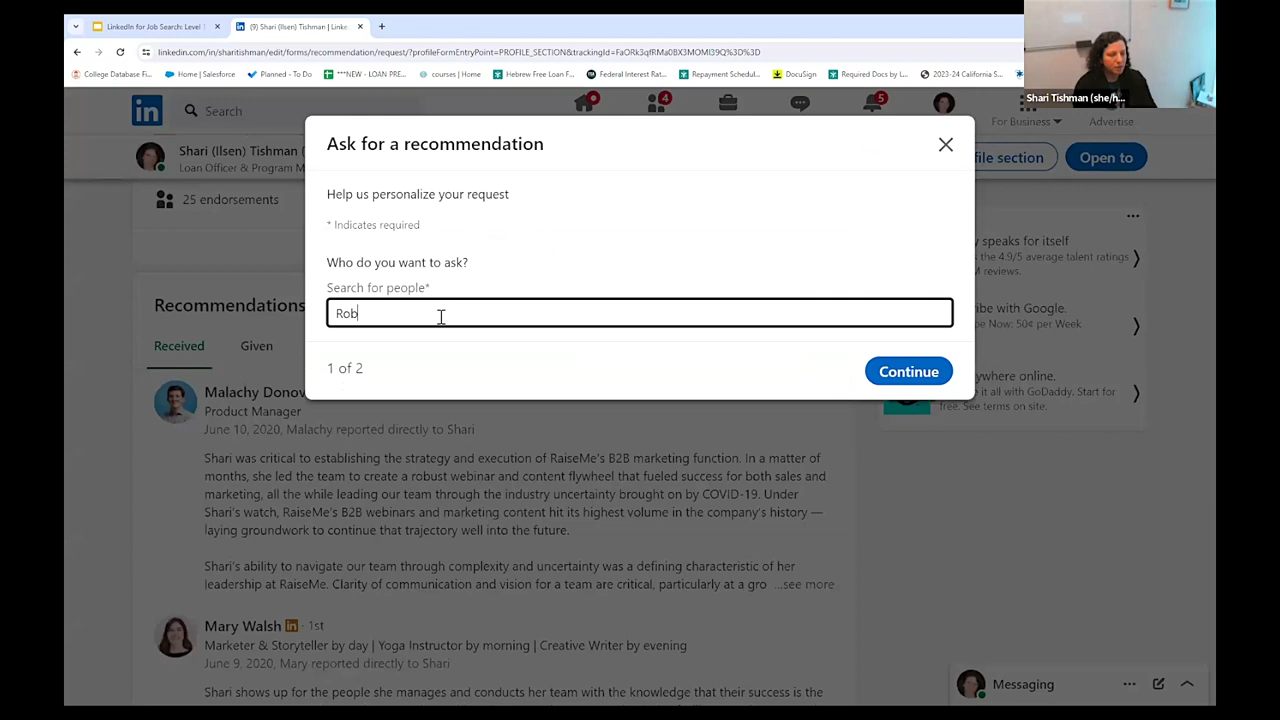 LinkedIn for Job Search: Level
(9) Shari (Ilsen) Tishman | Linke
linkedin.com/in/sharitishman/edit/forms/recommendation/request/?profileFormEntryPoint=PROFILE_SECTION&trackingId=FaORk3qfRMa0BX3MOMI39Q%3D%3D
College Database Fi...
Home | Salesforce
Planned - To Do
***NEW - LOAN PRE...
courses | Home
Hebrew Free Loan F...
Federal Interest Rat...
Repayment Schedul...
DocuSign
Required Docs by L...
2023-24 California S...
Shari Tishman (she/h...
in
Search
4
5
For Business
Advertise
Shari (Ilsen) Tishman (
Loan Officer & Program M
file section
Open to
25 endorsements
Ask for a recommendation
Help us personalize your request
* Indicates required
Who do you want to ask?
Search for people*
Rob
1 of 2
Continue
y speaks for itself
s the 4.9/5 average talent ratings
M reviews.
ribe with Google.
be Now: 50¢ per Week
ywhere online.
e it all with GoDaddy. Start for
free. See terms on site.
Recommendations
Received
Given
Malachy Donov
Product Manager
June 10, 2020, Malachy reported directly to Shari
Shari was critical to establishing the strategy and execution of RaiseMe's B2B marketing function. In a matter of
months, she led the team to create a robust webinar and content flywheel that fueled success for both sales and
marketing, all the while leading our team through the industry uncertainty brought on by COVID-19. Under
Shari's watch, RaiseMe's B2B webinars and marketing content hit its highest volume in the company's history —
laying groundwork to continue that trajectory well into the future.
Shari's ability to navigate our team through complexity and uncertainty was a defining characteristic of her
leadership at RaiseMe. Clarity of communication and vision for a team are critical, particularly at a gro ...see more
Mary Walsh in · 1st
Marketer & Storyteller by day | Yoga Instructor by morning | Creative Writer by evening
June 9, 2020, Mary reported directly to Shari
Shari shows up for the people she manages and conducts her team with the knowledge that their success is the
Messaging